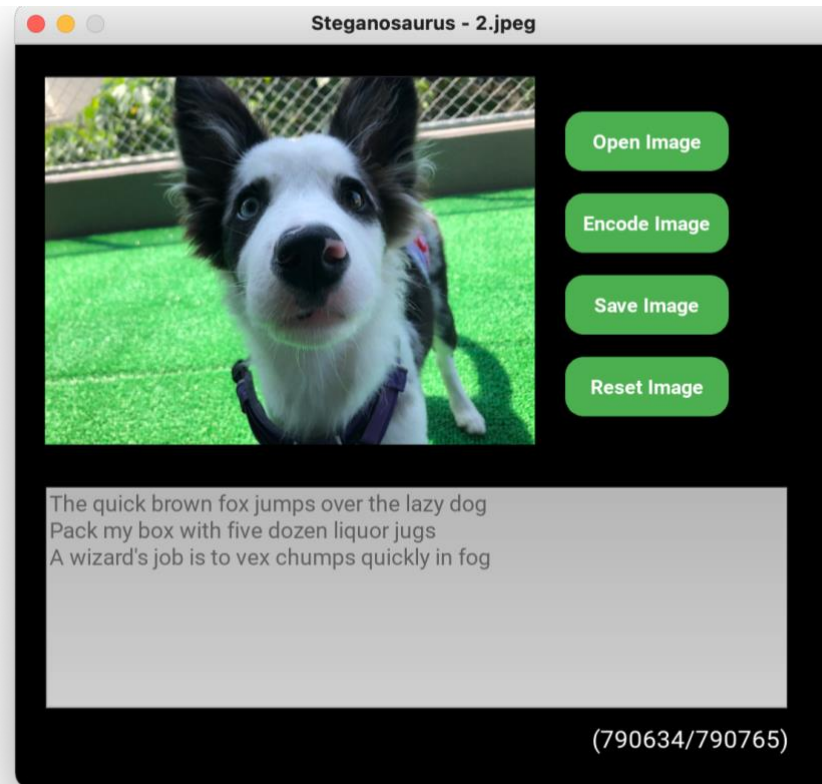 Steganosaurus - 2.jpeg
Open Image
Encode Image
Save Image
Reset Image
The quick brown fox jumps over the lazy dog
Pack my box with five dozen liquor jugs
A wizard's job is to vex chumps quickly in fog
(790634/790765)